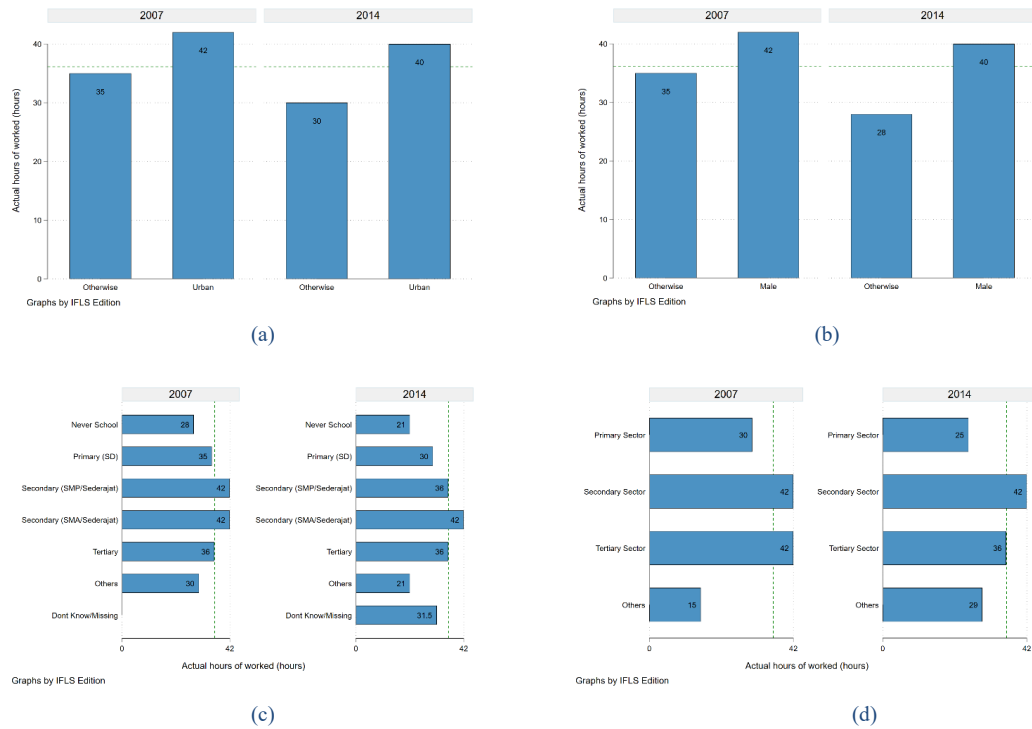 2007 2014
Actual hours of worked (hours)
40
30
20
10
0
35
42
30
40
Otherwise Urban Otherwise Urban
Graphs by IFLS Edition
(a)
2007 2014
Actual hours of worked (hours)
40
30
20
10
0
35
42
28
40
Otherwise Male Otherwise Male
Graphs by IFLS Edition
(b)
2007 2014
Never School 28 Never School 21
Primary (SD) 35 Primary (SD) 30
Secondary (SMP/Sederajat) 42 Secondary (SMP/Sederajat) 36
Secondary (SMA/Sederajat) 42 Secondary (SMA/Sederajat) 42
Tertiary 36 Tertiary 36
Others 30 Others 21
Dont Know/Missing Dont Know/Missing 31.5
0 42 0 42
Actual hours of worked (hours)
Graphs by IFLS Edition
(c)
2007 2014
Primary Sector 30 Primary Sector 25
Secondary Sector 42 Secondary Sector 42
Tertiary Sector 42 Tertiary Sector 36
Others 15 Others 29
0 42 0 42
Actual hours of worked (hours)
Graphs by IFLS Edition
(d)